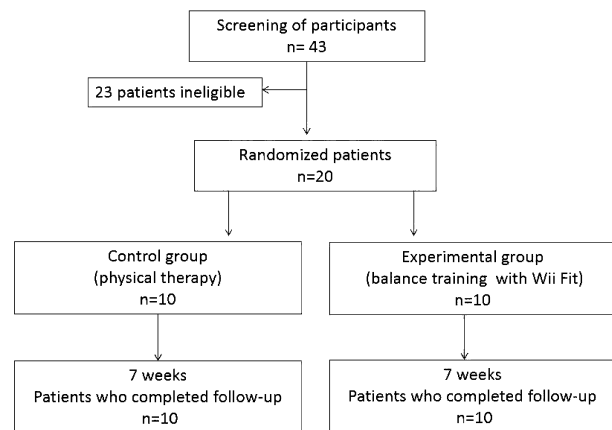 Screening of participants
n= 43
23 patients ineligible
Randomized patients
n=20
Control group
(physical therapy)
n=10
Experimental group
(balance training with Wii Fit)
n=10
7 weeks
Patients who completed follow-up
n=10
7 weeks
Patients who completed follow-up
n=10